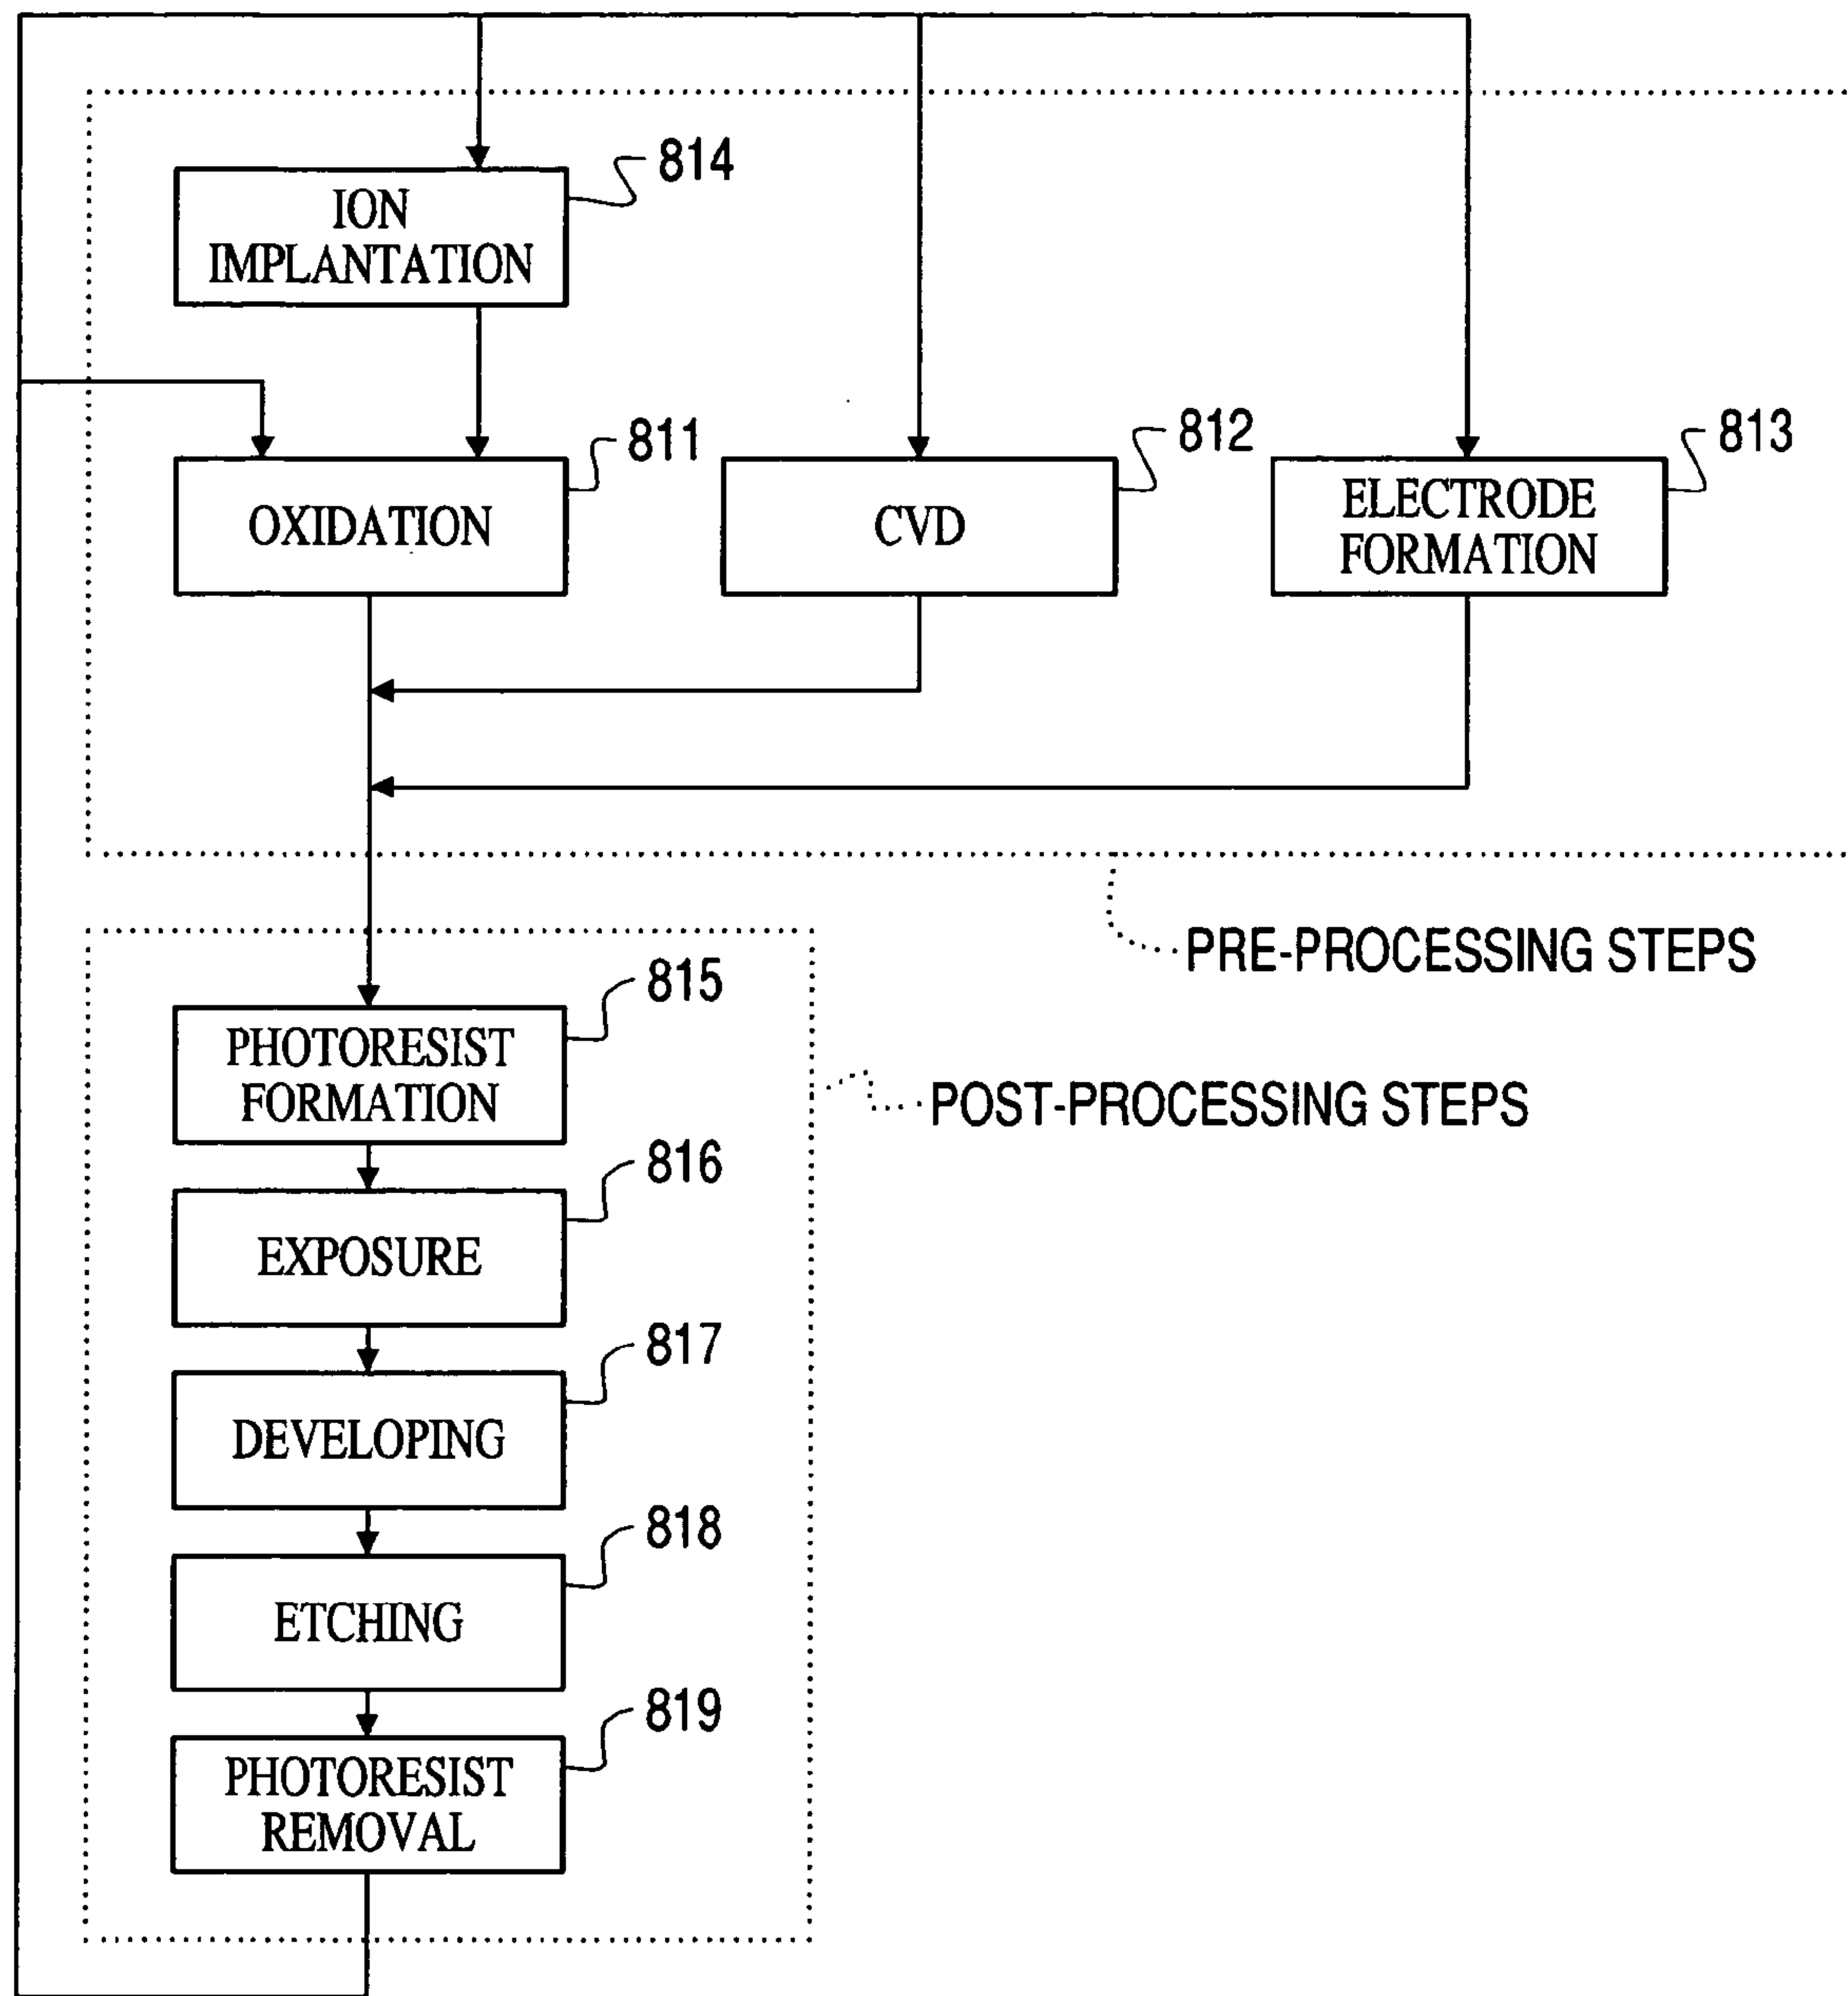 814
ION
IMPLANTATION
811
OXIDATION
812
CVD
813
ELECTRODE
FORMATION
PRE-PROCESSING STEPS
815
PHOTORESIST
FORMATION
POST-PROCESSING STEPS
816
EXPOSURE
817
DEVELOPING
818
ETCHING
819
PHOTORESIST
REMOVAL